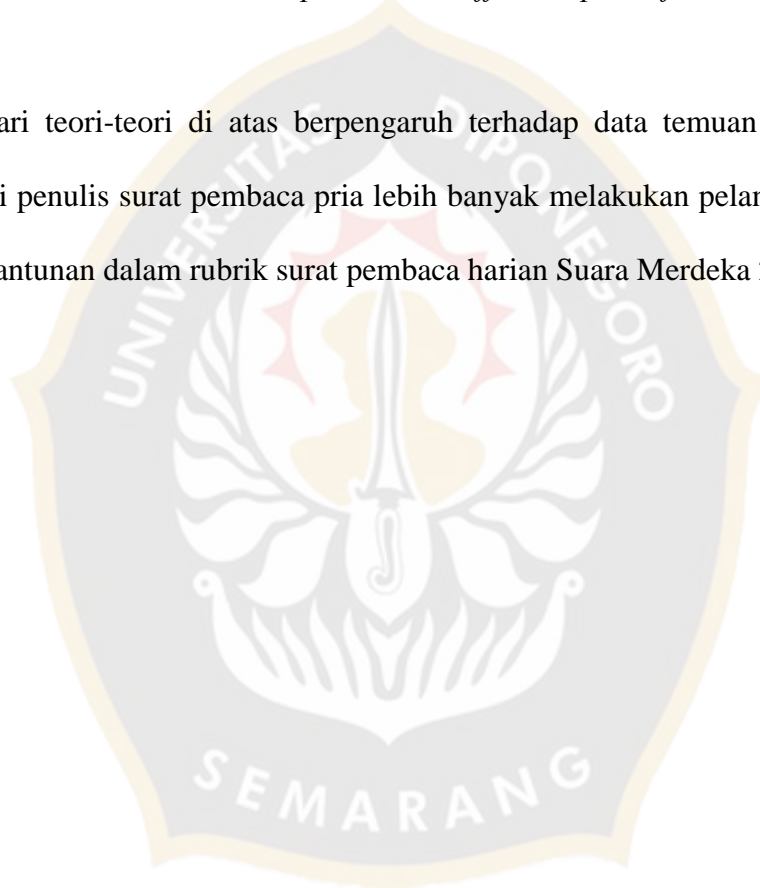 ari teori-teori di atas berpengaruh terhadap data temuan
i penulis surat pembaca pria lebih banyak melakukan pelan
antunan dalam rubrik surat pembaca harian Suara Merdeka
UNIVERSITAS DIPONEGORO
SEMARANG